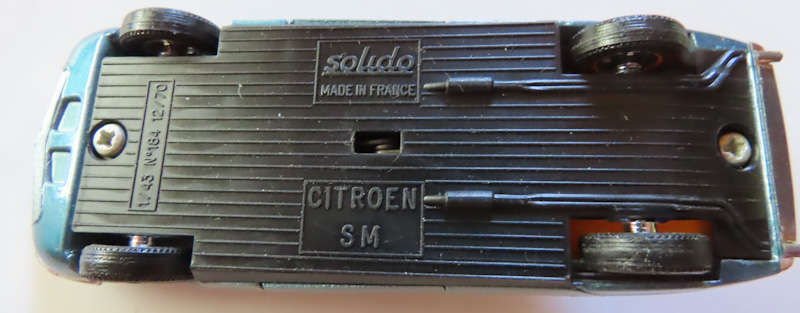 solido
MADE IN FRANCE
1/43 N°184 12/70
CITROEN
SM